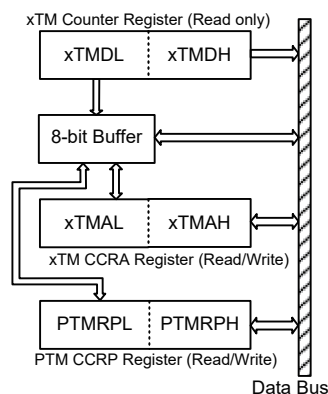 xTM Counter Register (Read only)
xTMDL xTMDH
8-bit Buffer
xTMAL xTMAH
xTM CCRA Register (Read/Write)
PTMRPL PTMRPH
PTM CCRP Register (Read/Write)
Data Bus